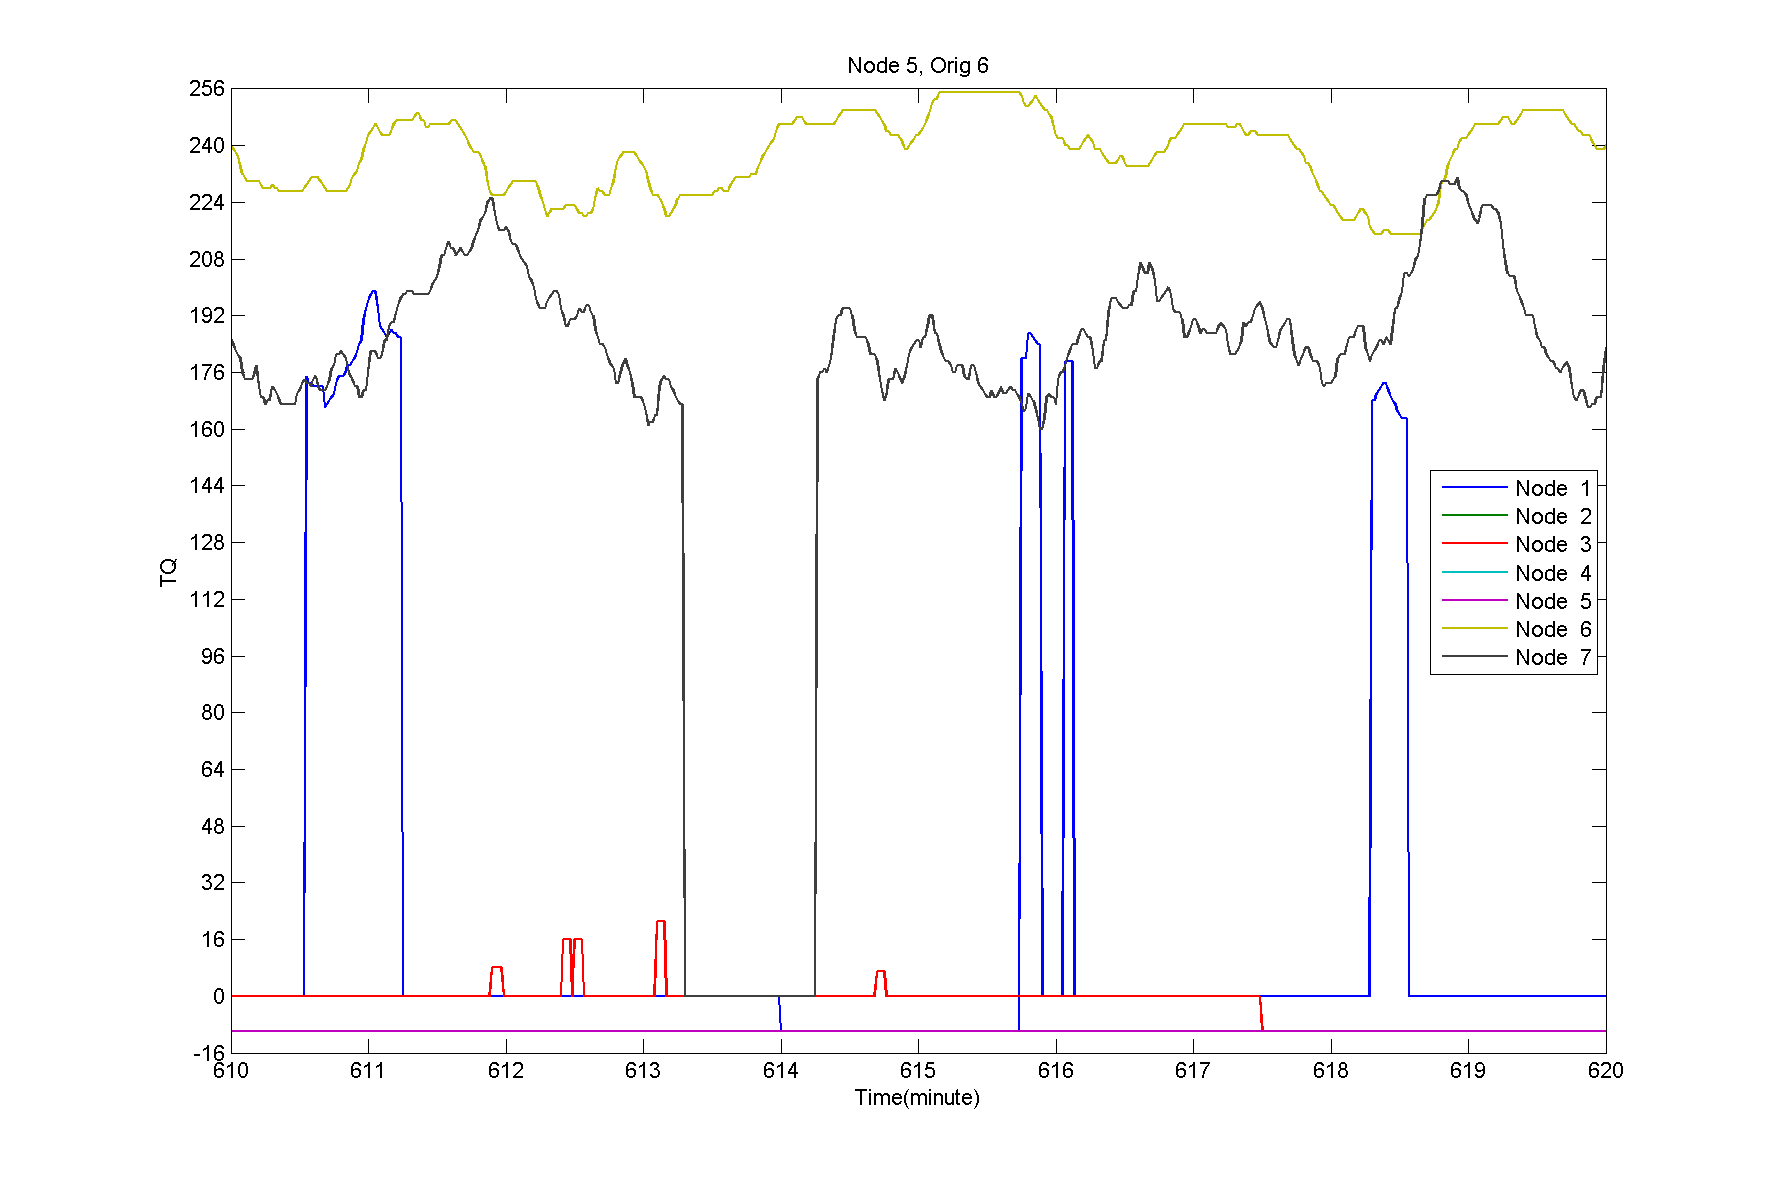 Node 5, Orig 6
256
240
224
208
192
176
160
144
128
112
96
80
64
48
32
16
0
-16
TQ
Node 1
Node 2
Node 3
Node 4
Node 5
Node 6
Node 7
610 611 612 613 614 615 616 617 618 619 620
Time(minute)